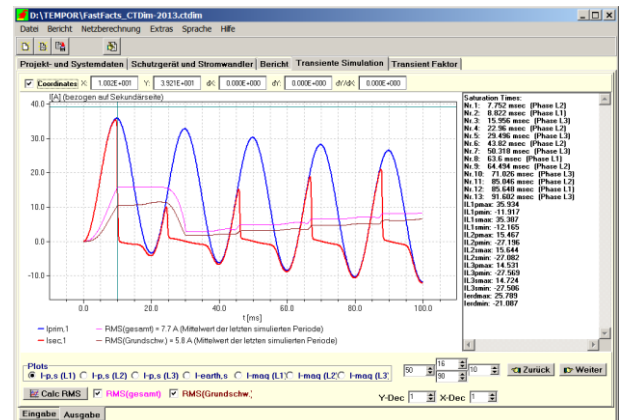 D:\TEMPOR\FastFacts_CTDim-2013.ctdim
Datei Bericht Netzberechnung Extras Sprache Hilfe
Projekt- und Systemdaten Schutzgerät und Stromwandler Bericht Transiente Simulation Transient Faktor
Coordinates X: 1.002E+001 Y: 3.921E+001 dX: 0.000E+000 dY: 0.000E+000 dY/dX: 0.000E+000
I[A] (bezogen auf Sekundärseite)
40.0
30.0
20.0
10.0
0.0
-10.0
0.0 20.0 40.0 60.0 80.0 100.0
t [ms]
Iprim,1 RMS(gesamt) = 7.7 A (Mittelwert der letzten simulierten Periode)
Isec,1 RMS(Grundschw.) = 5.8 A (Mittelwert der letzten simulierten Periode)
Saturation Times:
Nr.1: 7.752 msec (Phase L2)
Nr.2: 8.822 msec (Phase L1)
Nr.3: 15.956 msec (Phase L3)
Nr.4: 22.96 msec (Phase L2)
Nr.5: 29.496 msec (Phase L3)
Nr.6: 43.82 msec (Phase L2)
Nr.7: 50.318 msec (Phase L3)
Nr.8: 63.6 msec (Phase L1)
Nr.9: 64.494 msec (Phase L2)
Nr.10: 71.026 msec (Phase L3)
Nr.11: 85.046 msec (Phase L2)
Nr.12: 85.648 msec (Phase L1)
Nr.13: 91.602 msec (Phase L3)
IL1pmax: 35.934
IL1pmin: -11.917
IL1smax: 35.387
IL1smin: -12.165
IL2pmax: 15.467
IL2pmin: -27.196
IL2smax: 15.644
IL2smin: -27.082
IL3pmax: 14.531
IL3pmin: -27.569
IL3smax: 14.724
IL3smin: -27.506
Ierdmax: 25.789
Ierdmin: -21.087
Plots
I-p,s (L1) I-p,s (L2) I-p,s (L3) I-earth,s I-mag (L1) I-mag (L2) I-mag (L3)
50 16 90 10 Zurück Weiter
Calc RMS RMS(gesamt) RMS(Grundschw.)
Y-Dec 1 X-Dec 1
Eingabe Ausgabe